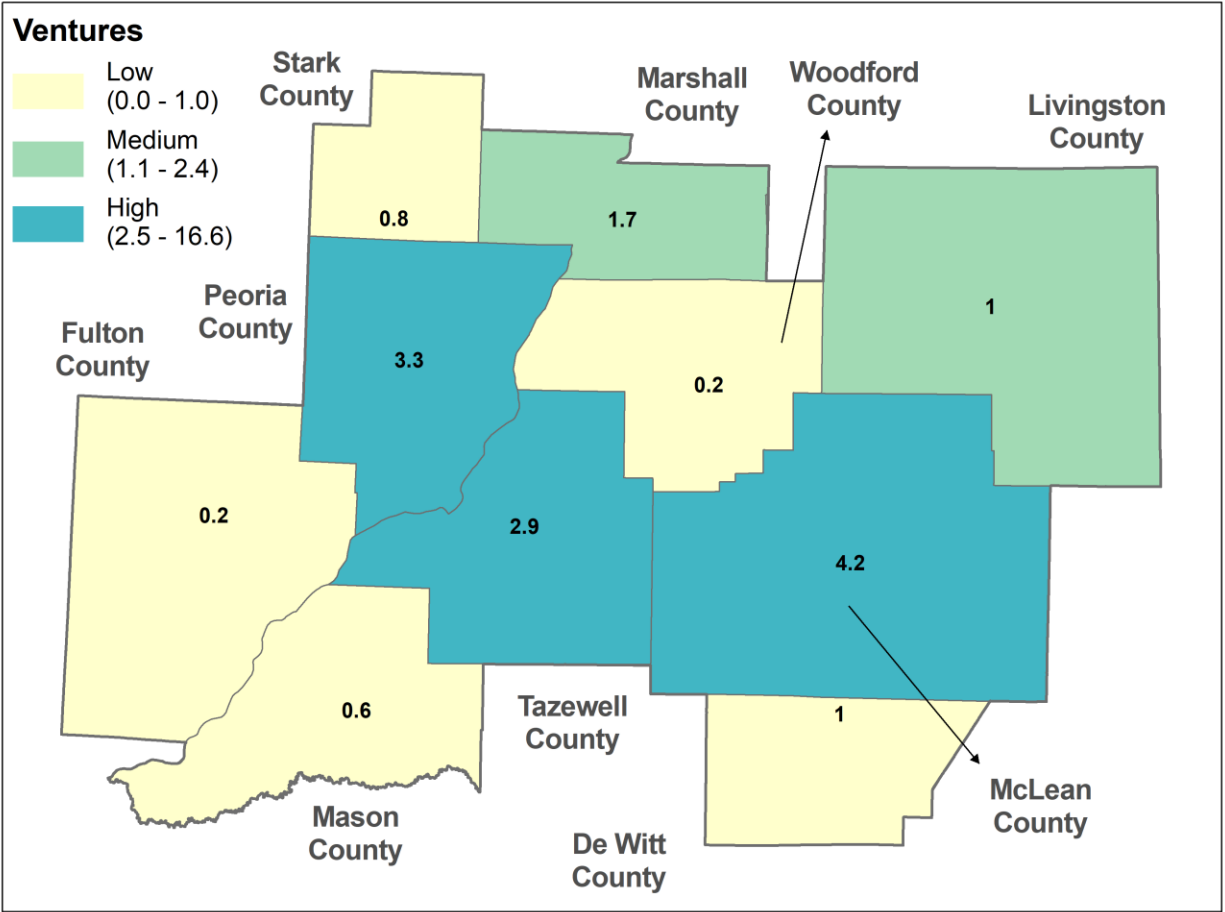 Ventures
Low
(0.0 - 1.0)
Medium
(1.1 - 2.4)
High
(2.5 - 16.6)
Stark
County
Marshall
County
Woodford
County
Livingston
County
0.8
1.7
1
Peoria
County
Fulton
County
3.3
0.2
0.2
2.9
4.2
0.6
1
Tazewell
County
Mason
County
De Witt
County
McLean
County